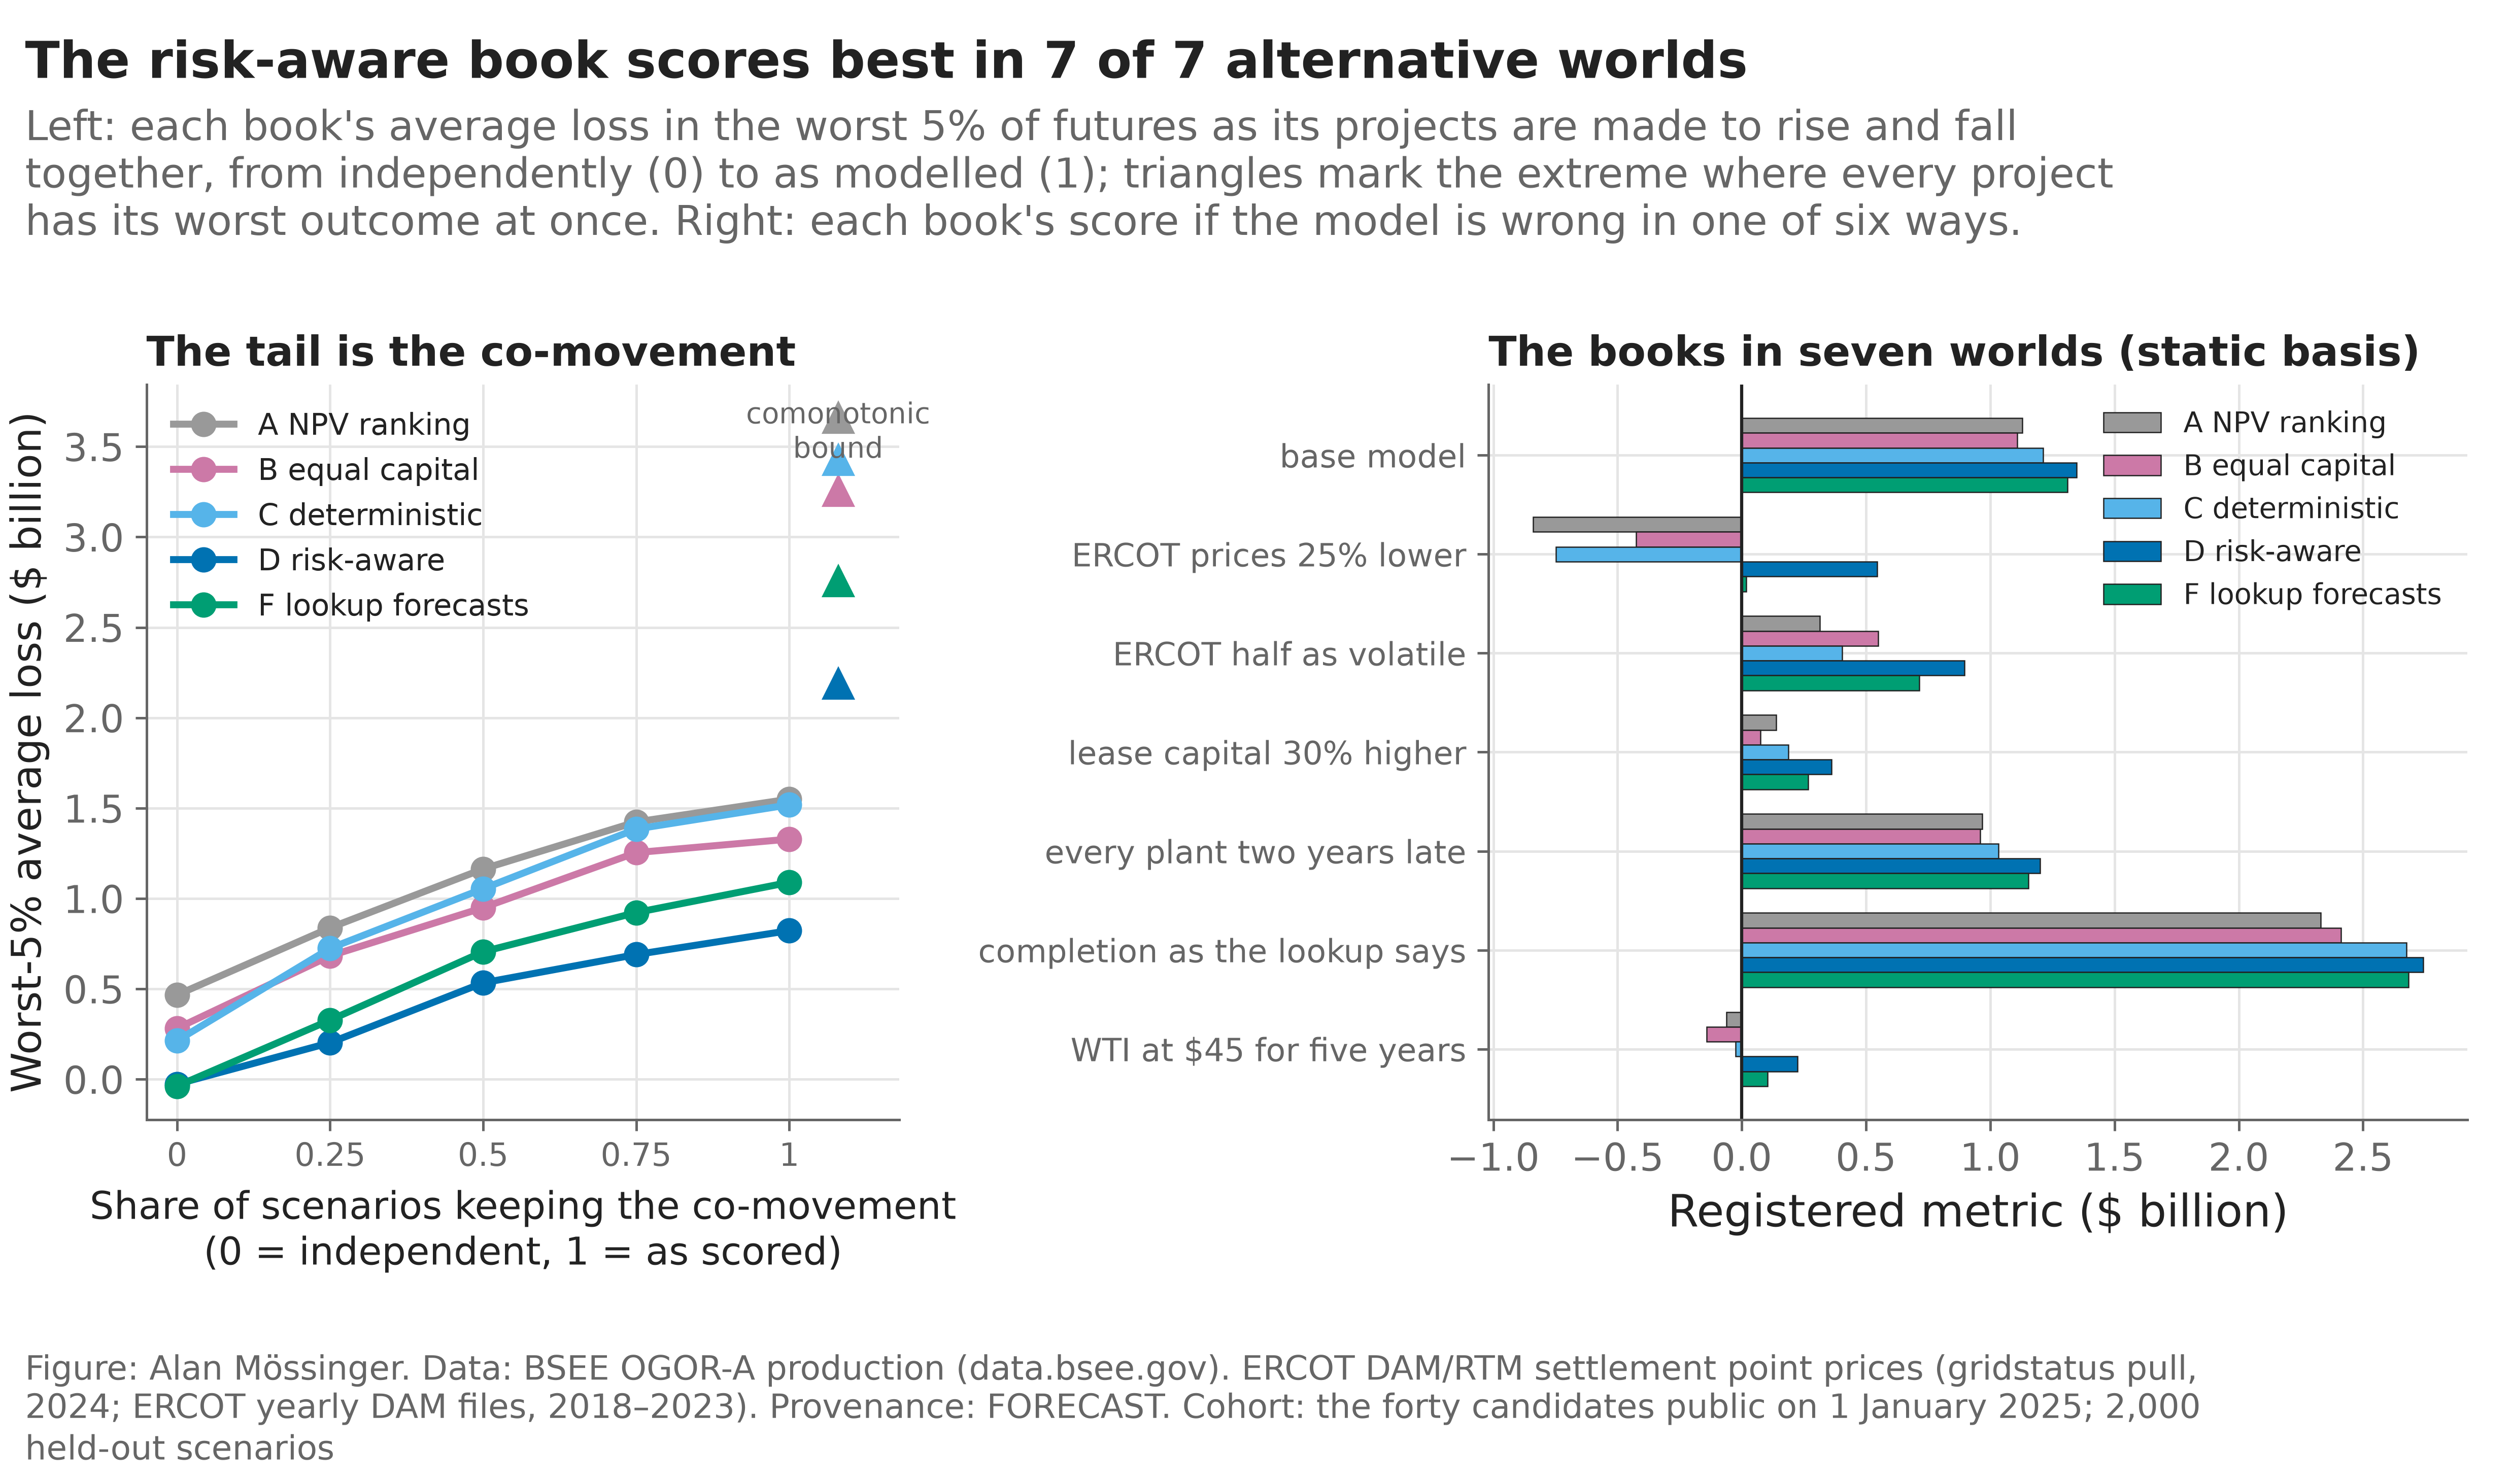 The risk-aware book scores best in 7 of 7 alternative worlds
Left: each book's average loss in the worst 5% of futures as its projects are made to rise and fall
together, from independently (0) to as modelled (1); triangles mark the extreme where every project
has its worst outcome at once. Right: each book's score if the model is wrong in one of six ways.
The tail is the co-movement
Worst-5% average loss ($ billion)
3.5
3.0
2.5
2.0
1.5
1.0
0.5
0.0
A NPV ranking
B equal capital
C deterministic
D risk-aware
F lookup forecasts
comonotonic
bound
0
0.25
0.5
0.75
1
Share of scenarios keeping the co-movement
(0 = independent, 1 = as scored)
The books in seven worlds (static basis)
base model
ERCOT prices 25% lower
ERCOT half as volatile
lease capital 30% higher
every plant two years late
completion as the lookup says
WTI at $45 for five years
A NPV ranking
B equal capital
C deterministic
D risk-aware
F lookup forecasts
−1.0
−0.5
0.0
0.5
1.0
1.5
2.0
2.5
Registered metric ($ billion)
Figure: Alan Mössinger. Data: BSEE OGOR-A production (data.bsee.gov). ERCOT DAM/RTM settlement point prices (gridstatus pull,
2024; ERCOT yearly DAM files, 2018–2023). Provenance: FORECAST. Cohort: the forty candidates public on 1 January 2025; 2,000
held-out scenarios